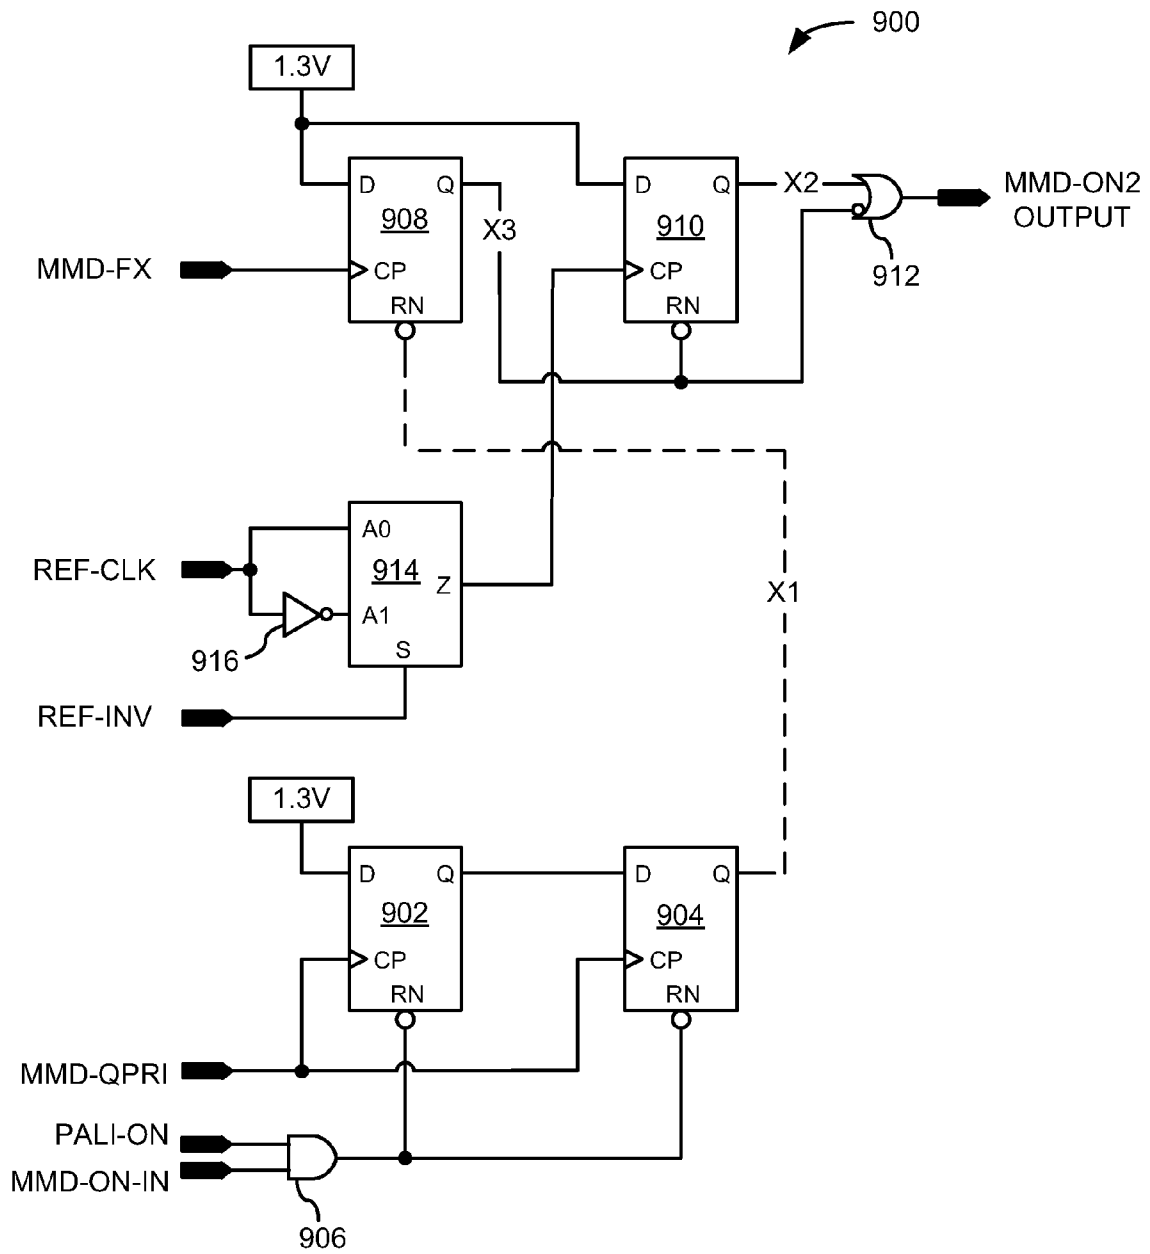 900
1.3V
D Q
908
CP
RN
X3
D Q
910
CP
RN
X2
912
MMD-ON2
OUTPUT
MMD-FX
REF-CLK
A0
914
Z
A1
S
916
REF-INV
X1
1.3V
D Q
902
CP
RN
D Q
904
CP
RN
MMD-QPRI
PALI-ON
MMD-ON-IN
906